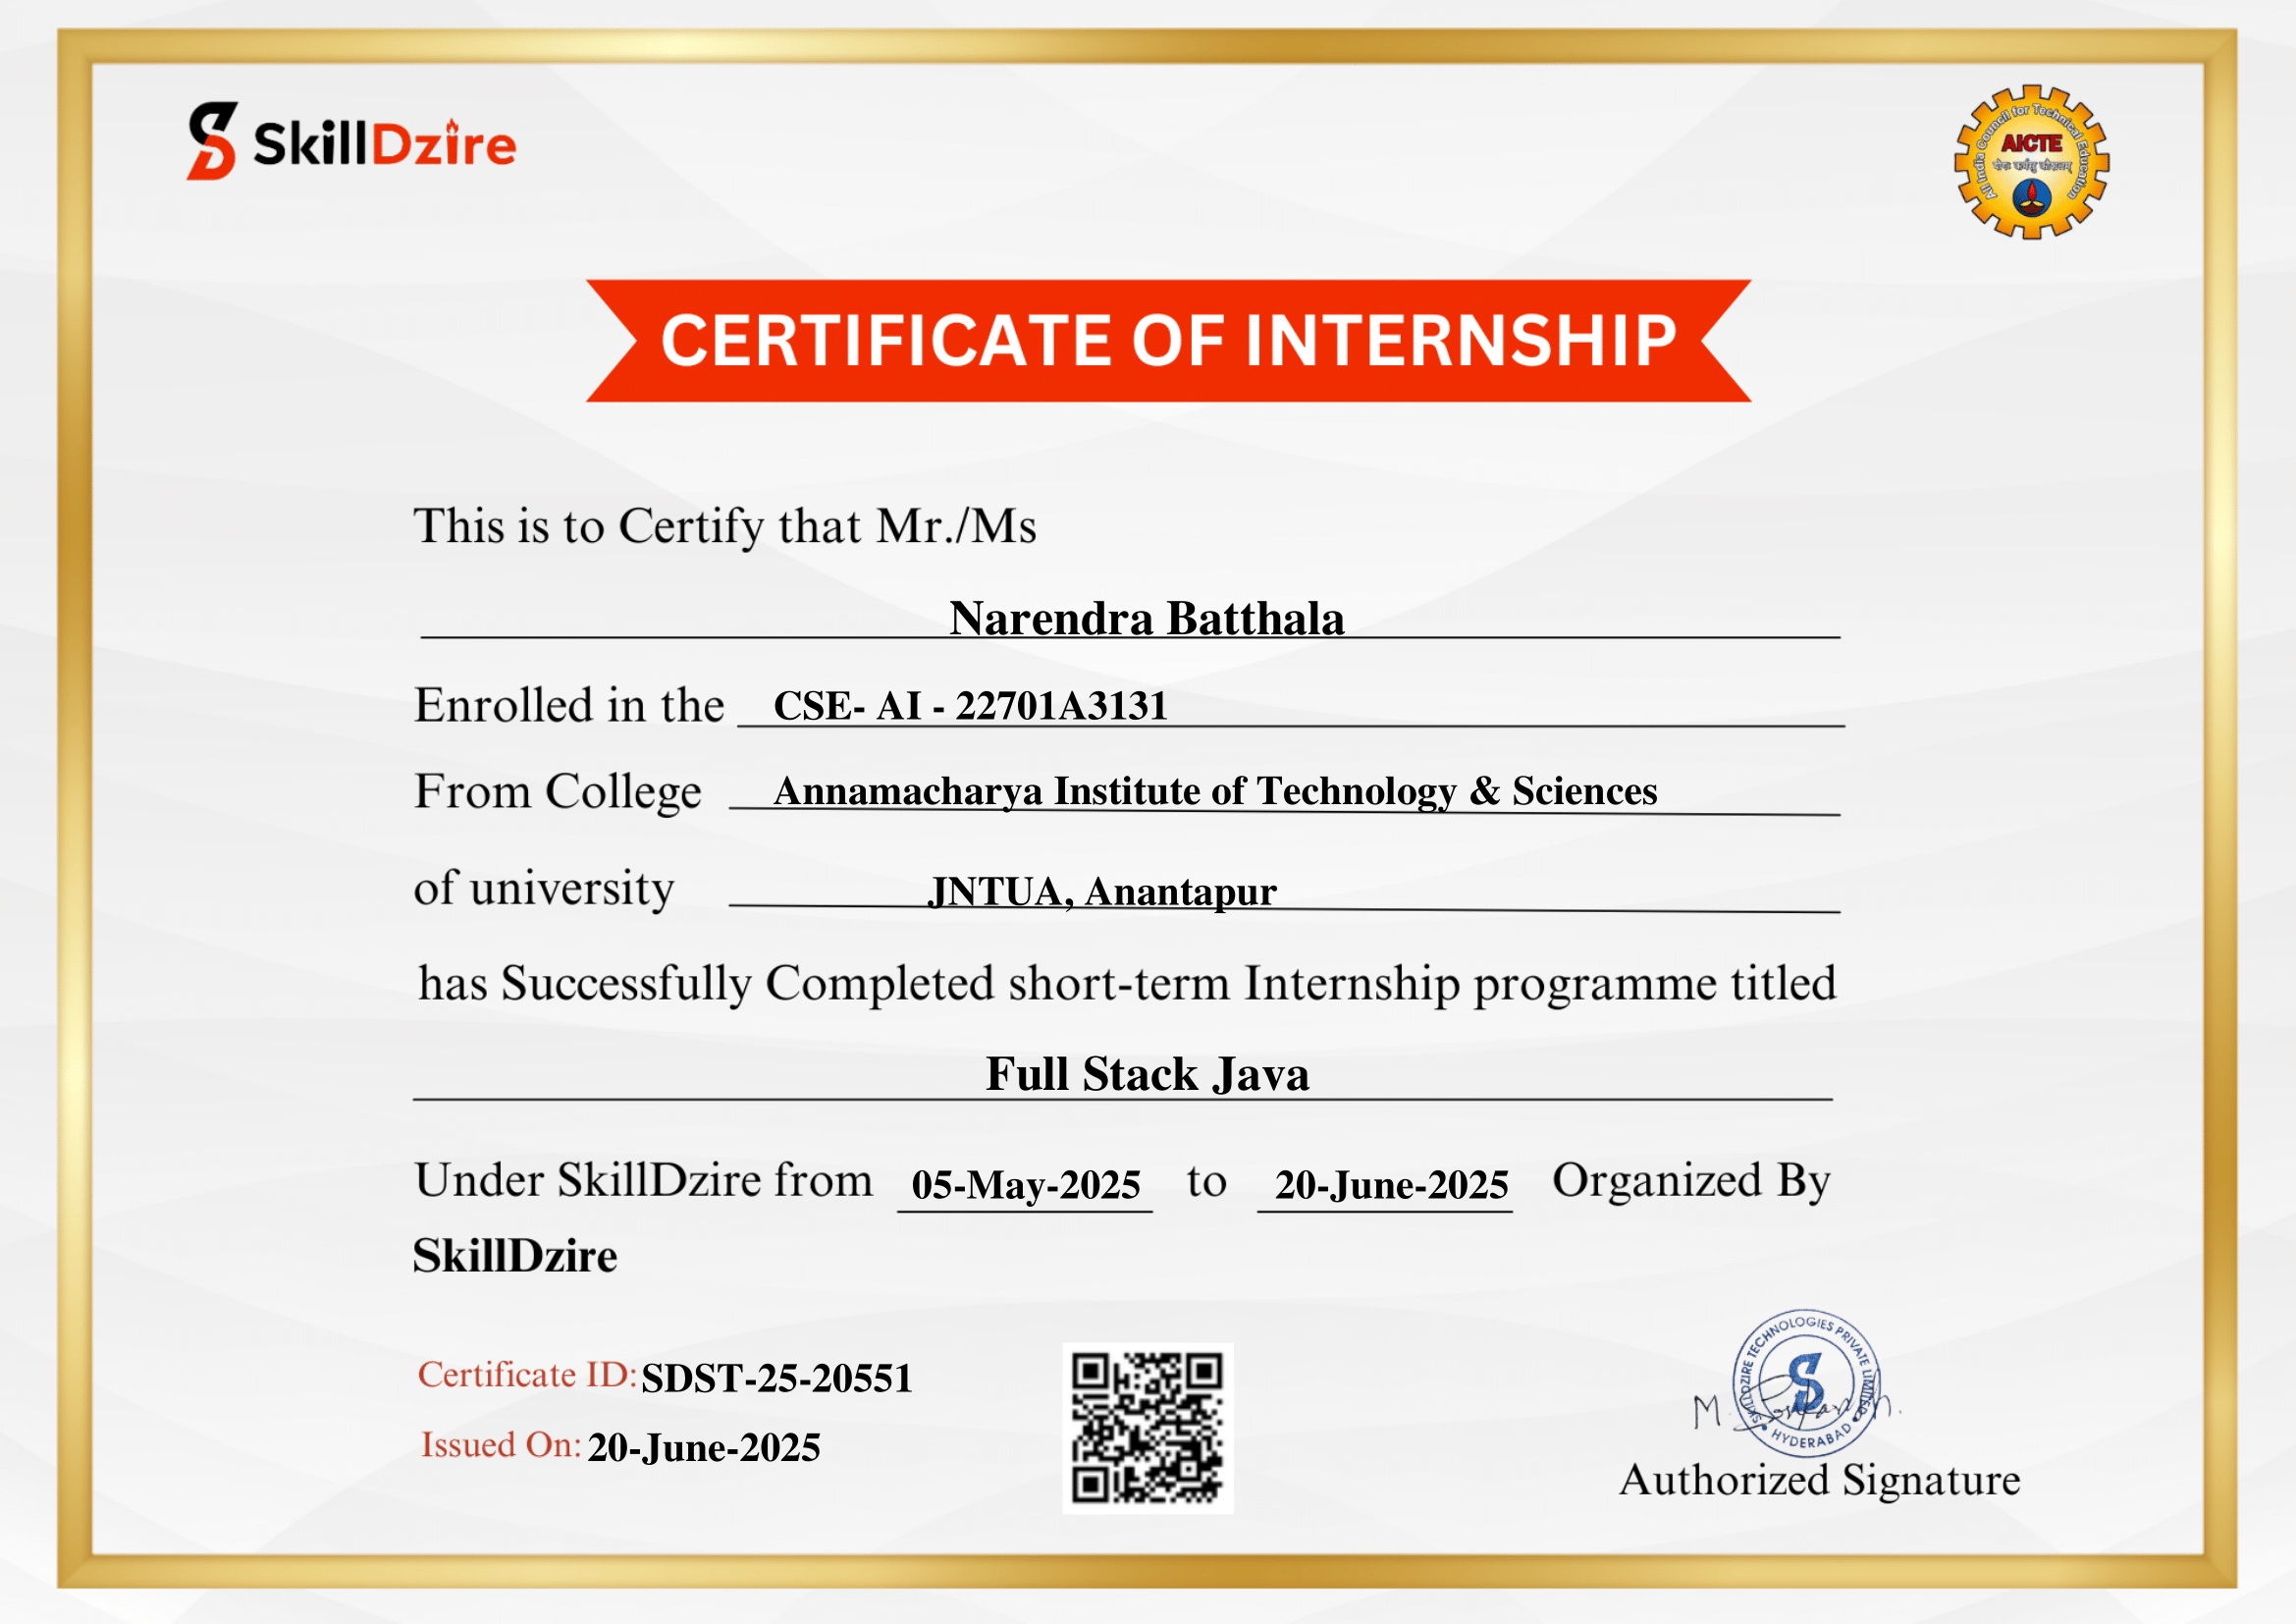 SkillDzire
All India Council for Technical Education
AICTE
योगः कर्मसु कौशलम्
CERTIFICATE OF INTERNSHIP
This is to Certify that Mr./Ms
Narendra Batthala
Enrolled in the CSE- AI - 22701A3131
From College Annamacharya Institute of Technology & Sciences
of university JNTUA, Anantapur
has Successfully Completed short-term Internship programme titled
Full Stack Java
Under SkillDzire from 05-May-2025 to 20-June-2025 Organized By
SkillDzire
Certificate ID: SDST-25-20551
Issued On: 20-June-2025
SKILLDZIRE TECHNOLOGIES PRIVATE LIMITED
HYDERABAD
Authorized Signature